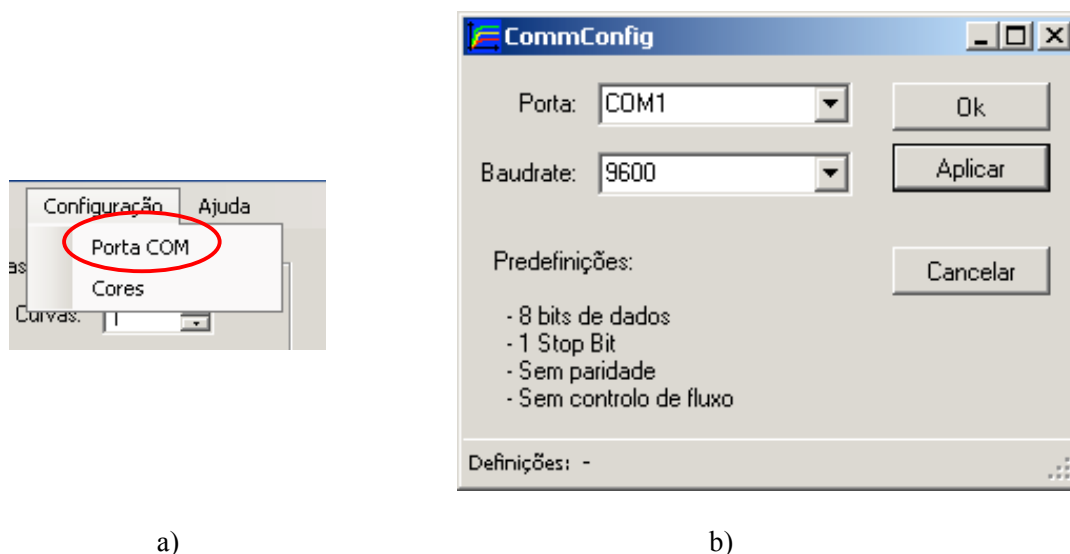 Configuração Ajuda
Porta COM
Cores
Curvas: 1
a)
CommConfig
Porta: COM1
Ok
Baudrate: 9600
Aplicar
Predefinições:
Cancelar
- 8 bits de dados
- 1 Stop Bit
- Sem paridade
- Sem controlo de fluxo
Definições: -
b)